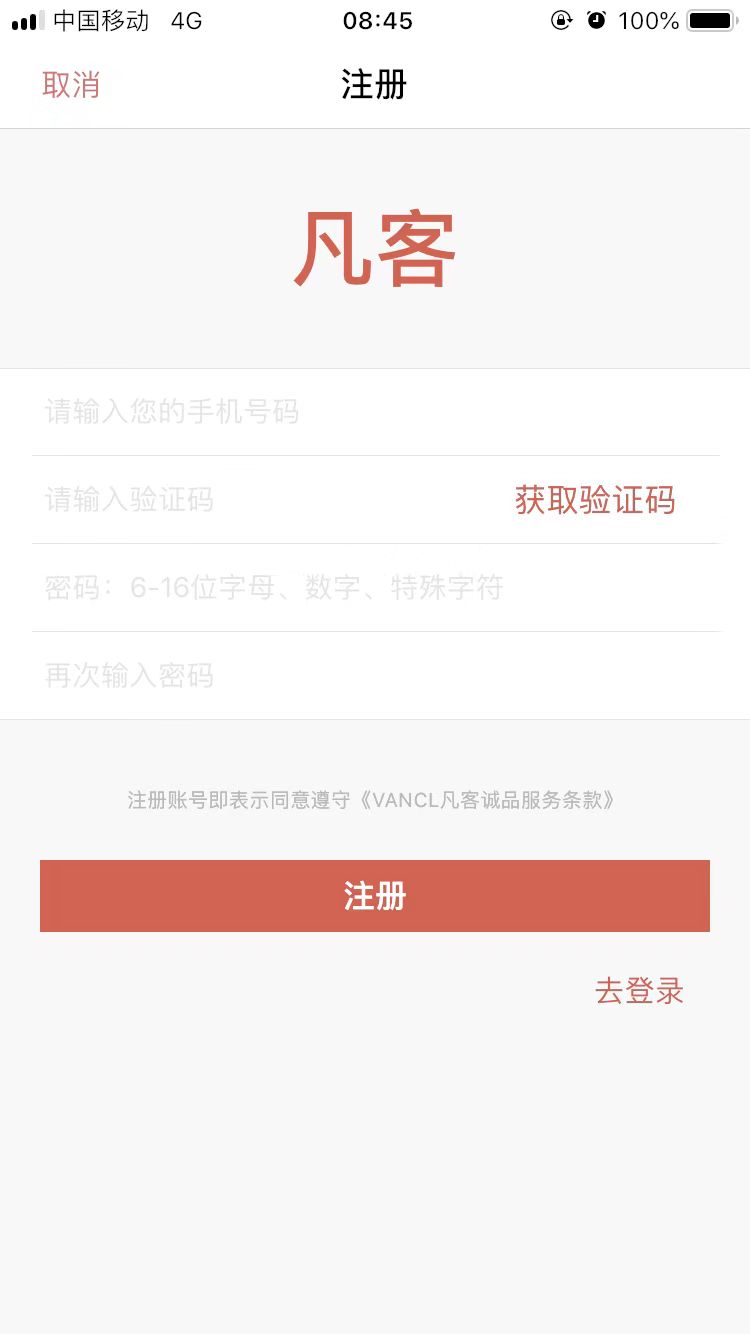 中国移动 4G 08:45 100%
取消 注册
凡客
请输入您的手机号码
请输入验证码 获取验证码
密码：6-16位字母、数字、特殊字符
再次输入密码
注册账号即表示同意遵守《VANCL凡客诚品服务条款》
注册
去登录